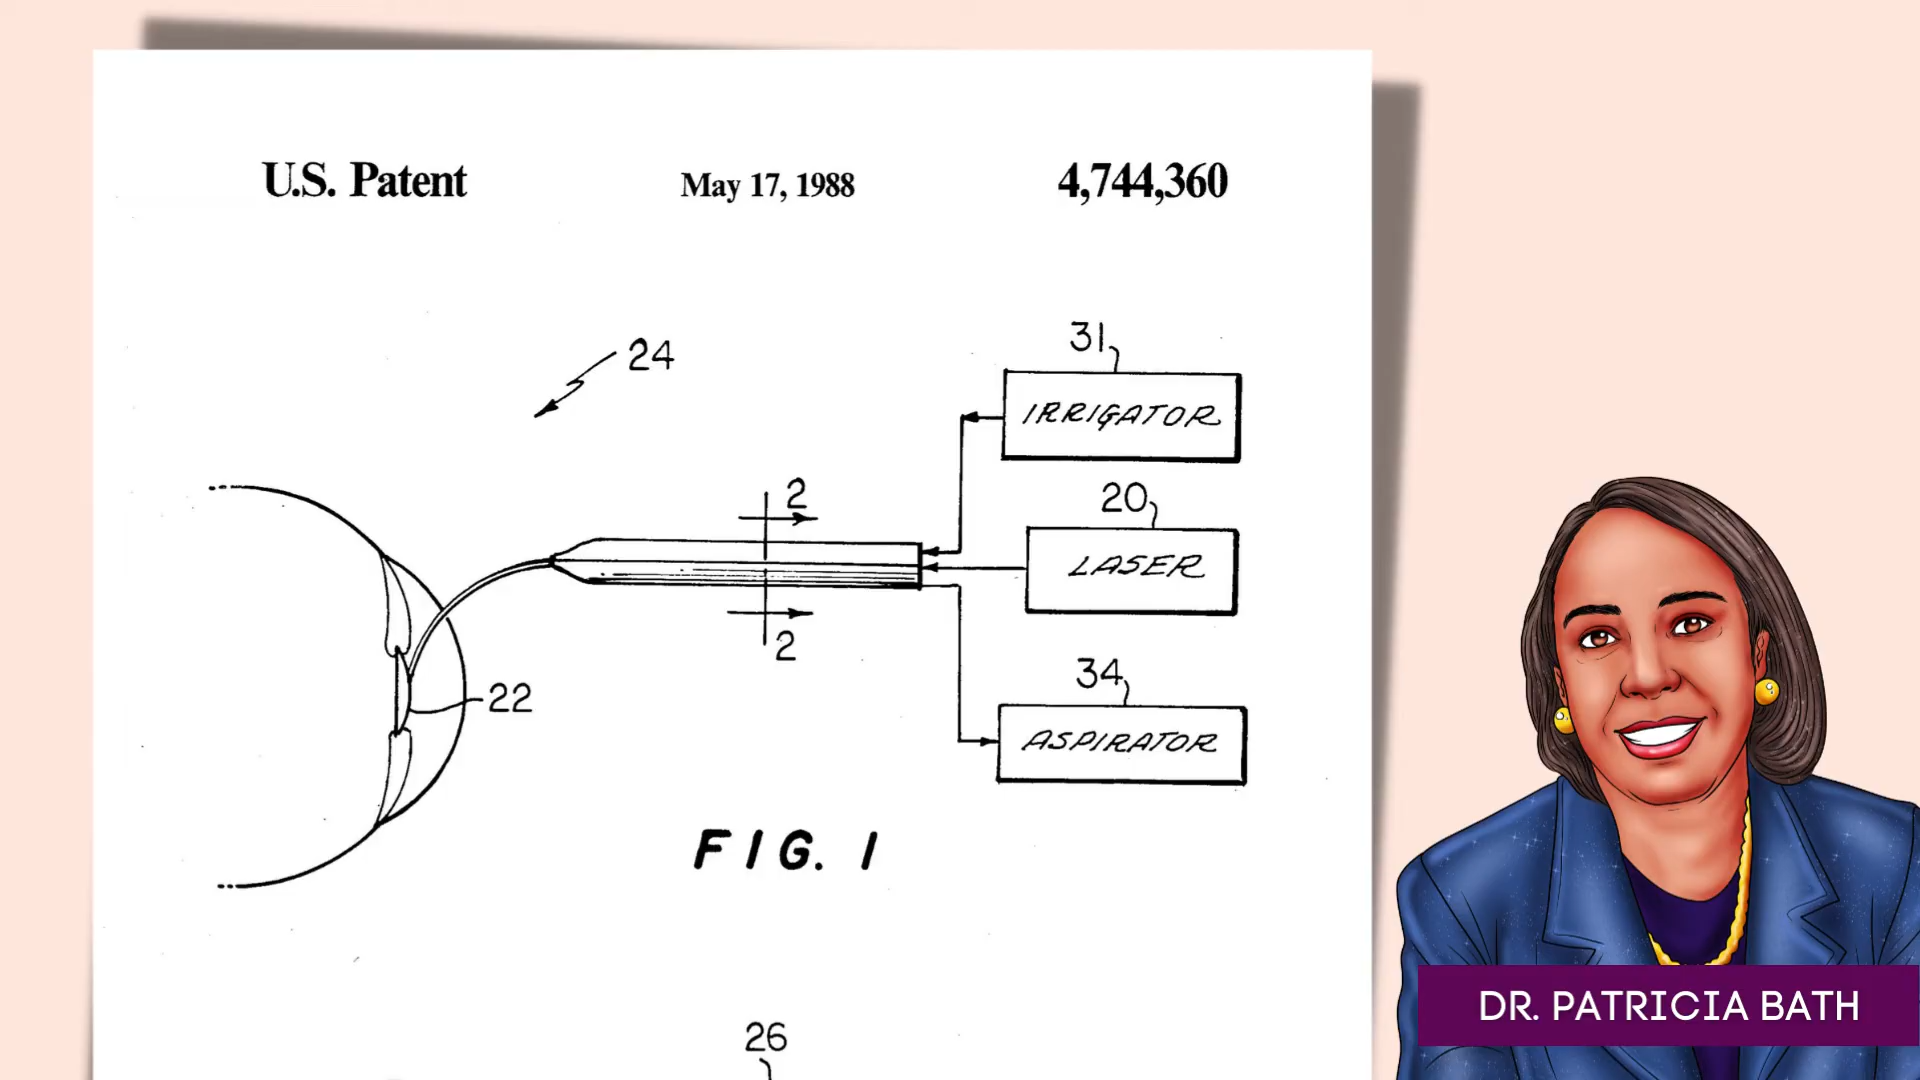 U.S. Patent May 17, 1988 4,744,360
24
31
IRRIGATOR
2
20
LASER
2
22
34
ASPIRATOR
FIG. 1
26
DR. PATRICIA BATH